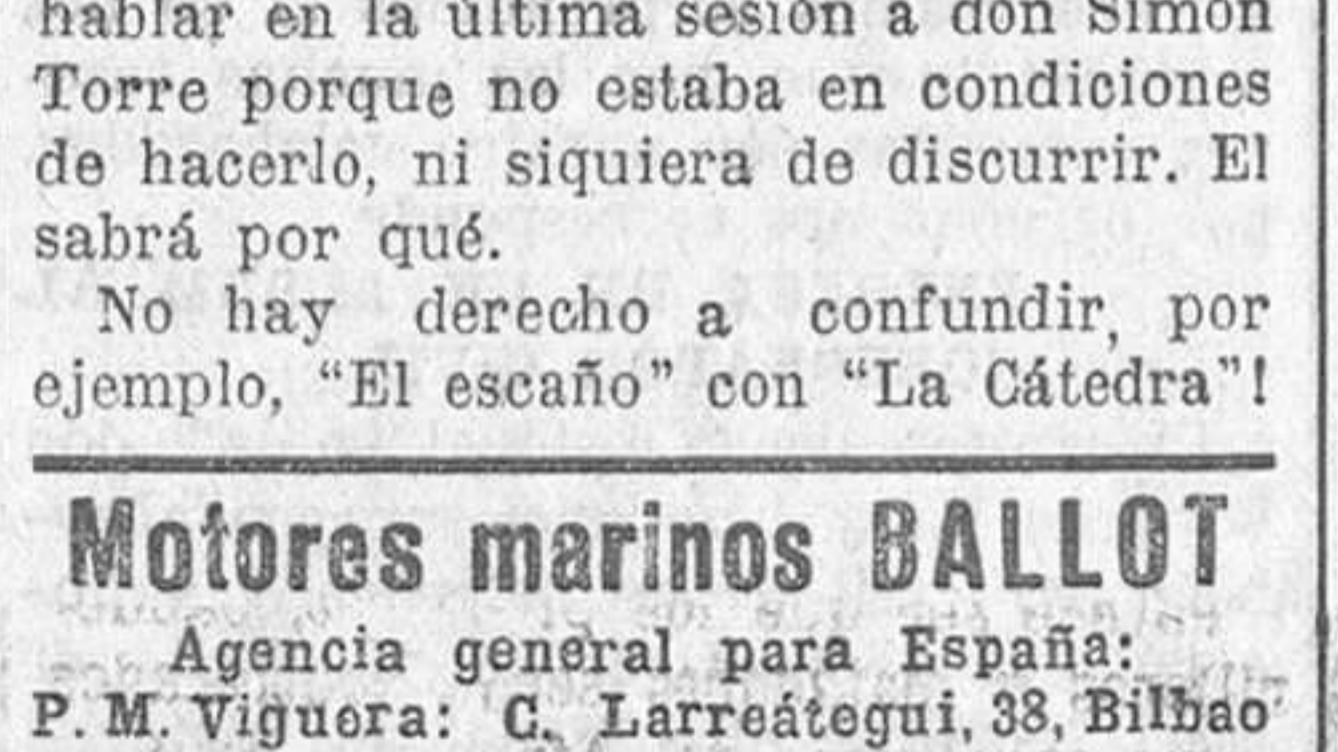 hablar en la última sesión a don Simón
Torre porque no estaba en condiciones
de hacerlo, ni siquiera de discurrir. El
sabrá por qué.
No hay derecho a confundir, por
ejemplo, “El escaño” con “La Cátedra”!
Motores marinos BALLOT
Agencia general para España:
P. M. Viguera: C. Larreátegui, 38, Bilbao